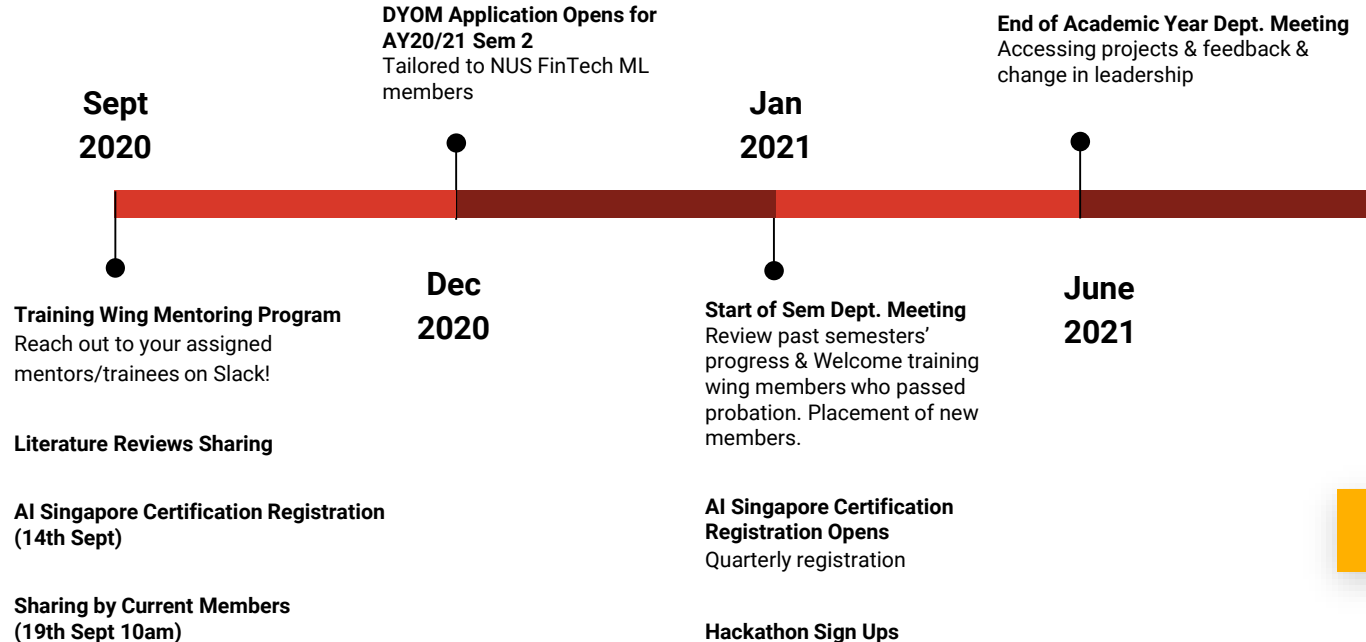 DYOM Application Opens for
AY20/21 Sem 2
Tailored to NUS FinTech ML
members
End of Academic Year Dept. Meeting
Accessing projects & feedback &
change in leadership
Sept
2020
Jan
2021
Dec
2020
June
2021
Training Wing Mentoring Program
Reach out to your assigned
mentors/trainees on Slack!
Literature Reviews Sharing
AI Singapore Certification Registration
(14th Sept)
Sharing by Current Members
(19th Sept 10am)
Start of Sem Dept. Meeting
Review past semesters’
progress & Welcome training
wing members who passed
probation. Placement of new
members.
AI Singapore Certification
Registration Opens
Quarterly registration
Hackathon Sign Ups